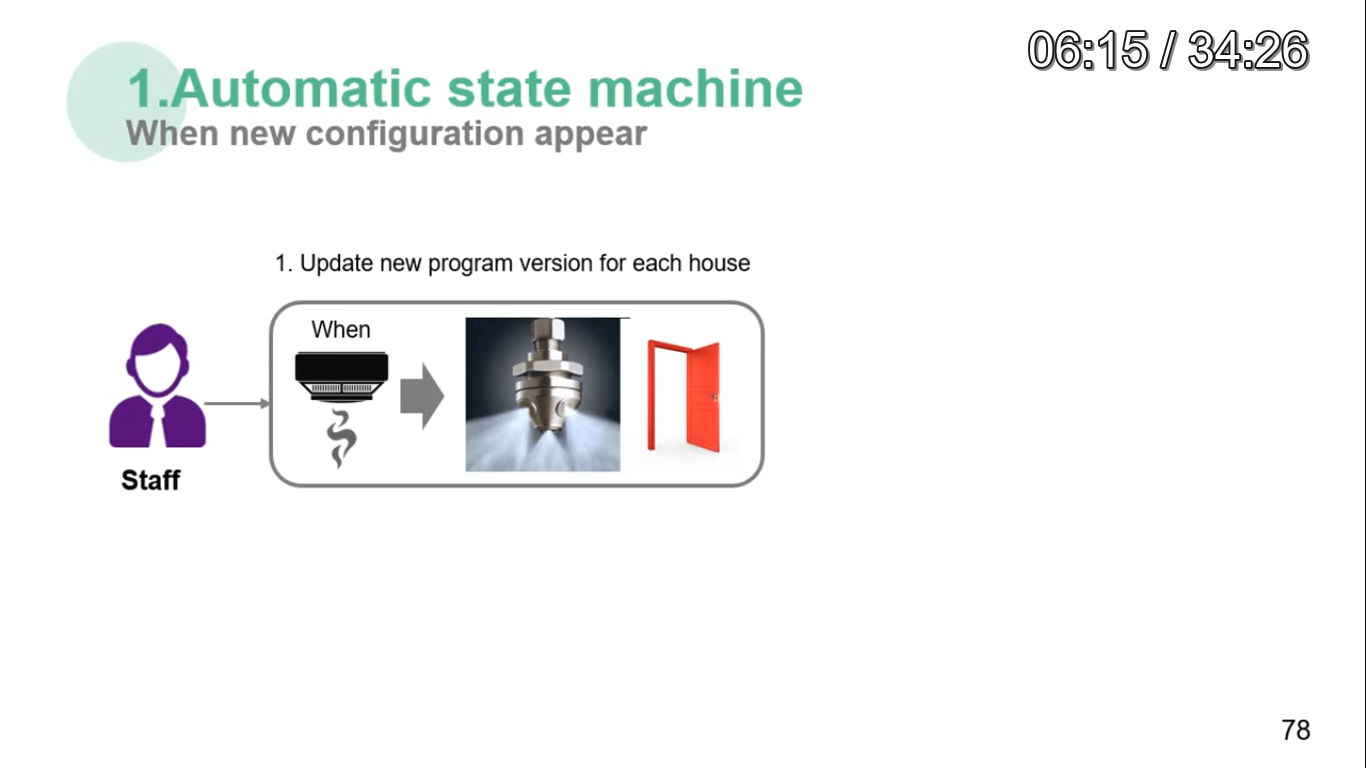 06:15 / 34:26
1.Automatic state machine
When new configuration appear
1. Update new program version for each house
When
Staff
78